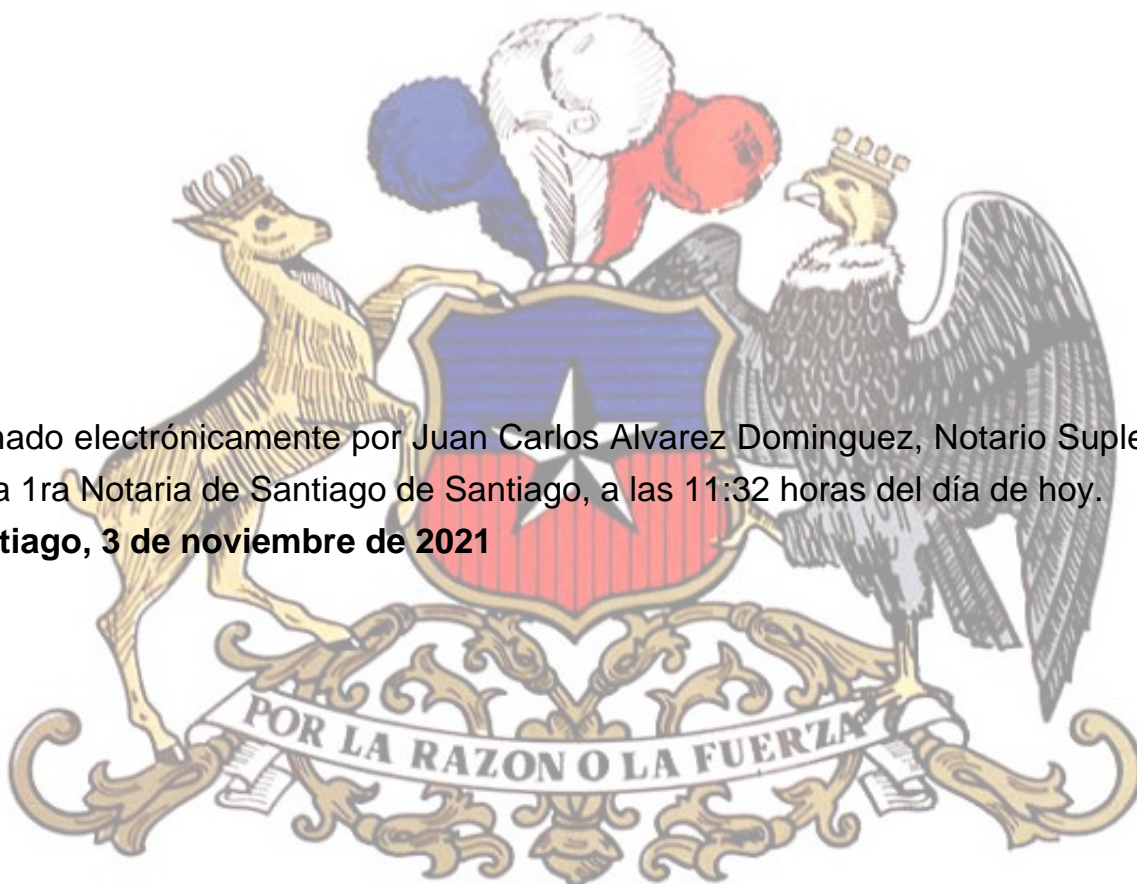 nado electrónicamente por Juan Carlos Alvarez Dominguez, Notario Suple
a 1ra Notaria de Santiago de Santiago, a las 11:32 horas del día de hoy.
tiago, 3 de noviembre de 2021
POR LA RAZON O LA FUERZA